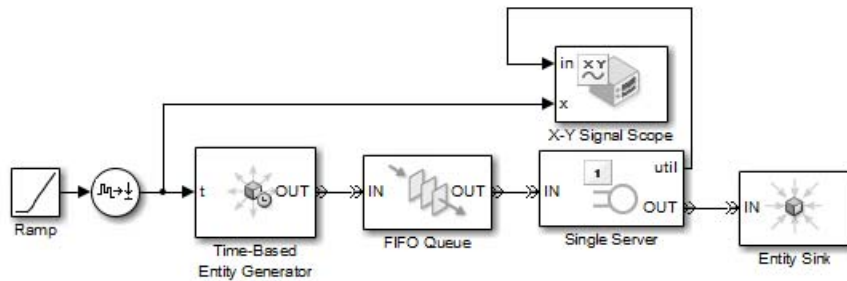 in
XY
x
X-Y Signal Scope
Ramp
t
OUT
Time-Based
Entity Generator
IN
OUT
FIFO Queue
IN
1
util
OUT
Single Server
IN
Entity Sink